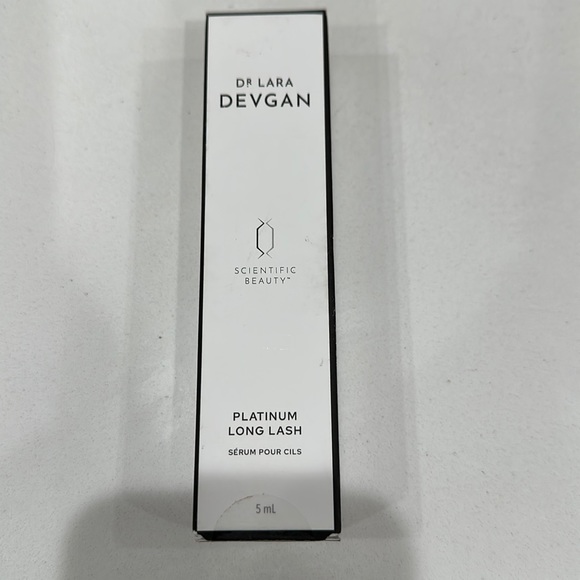 DR LARA
DEVGAN
SCIENTIFIC
BEAUTY™
PLATINUM
LONG LASH
SÉRUM POUR CILS
5 mL